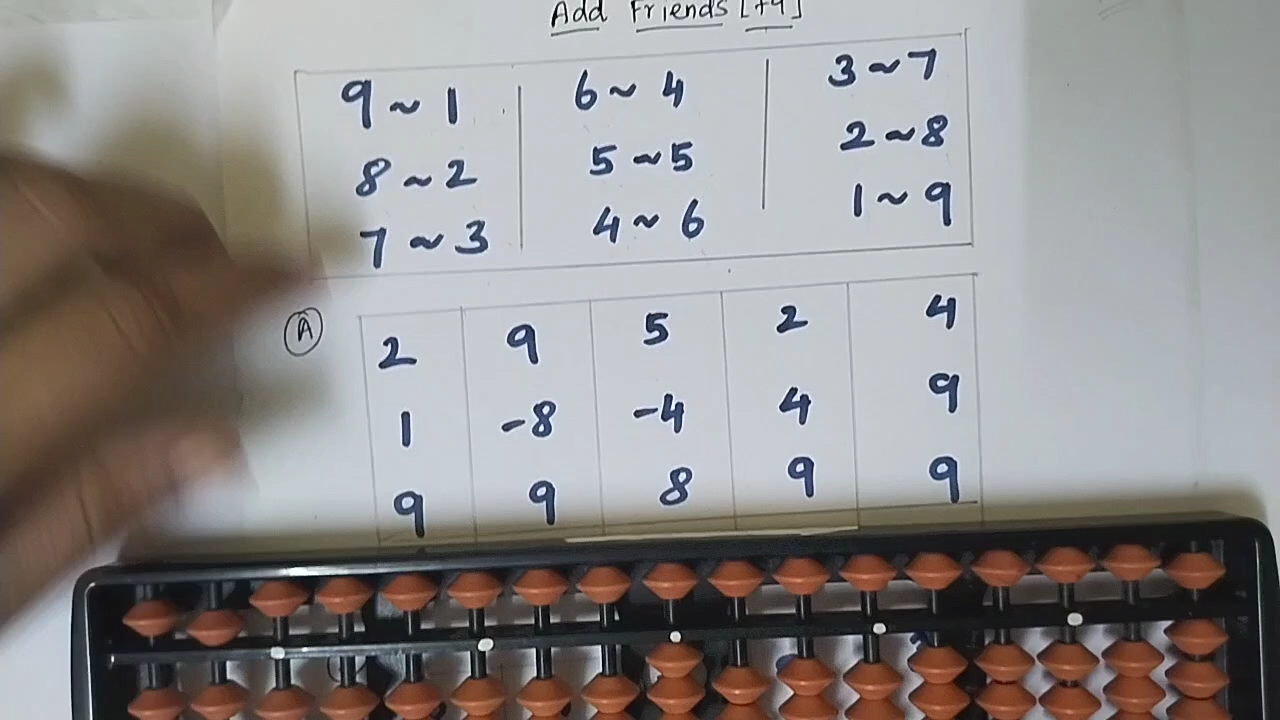 Add Friends [+9]
9 ~ 1 6 ~ 4 3 ~ 7
8 ~ 2 5 ~ 5 2 ~ 8
7 ~ 3 4 ~ 6 1 ~ 9
A
2 9 5 2 4
1 -8 -4 4 9
9 9 8 9 9